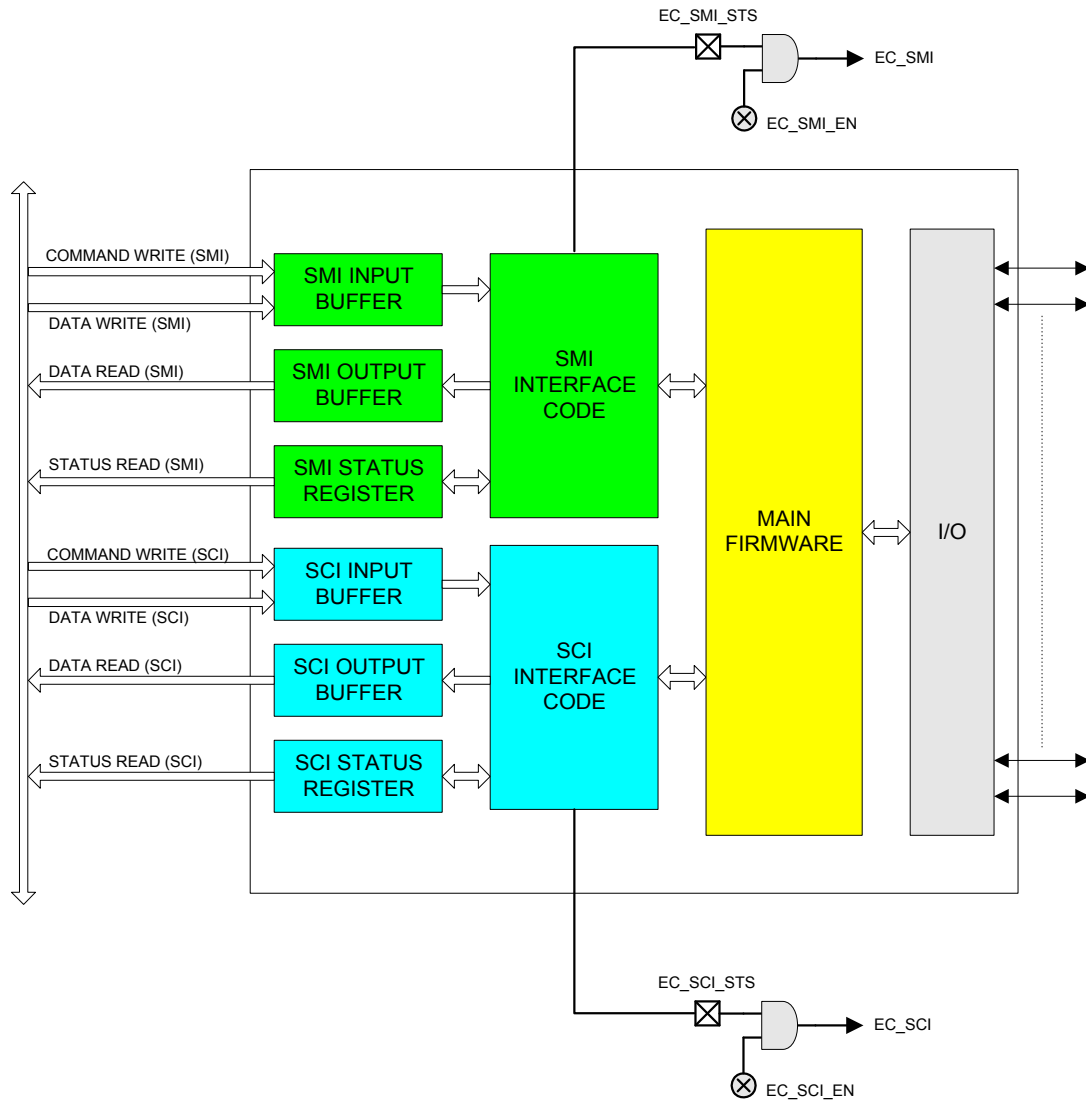 EC_SMI_STS
EC_SMI
EC_SMI_EN
COMMAND WRITE (SMI)
DATA WRITE (SMI)
SMI INPUT
BUFFER
DATA READ (SMI)
SMI OUTPUT
BUFFER
STATUS READ (SMI)
SMI STATUS
REGISTER
SMI
INTERFACE
CODE
COMMAND WRITE (SCI)
DATA WRITE (SCI)
SCI INPUT
BUFFER
DATA READ (SCI)
SCI OUTPUT
BUFFER
STATUS READ (SCI)
SCI STATUS
REGISTER
SCI
INTERFACE
CODE
MAIN
FIRMWARE
I/O
EC_SCI_STS
EC_SCI
EC_SCI_EN